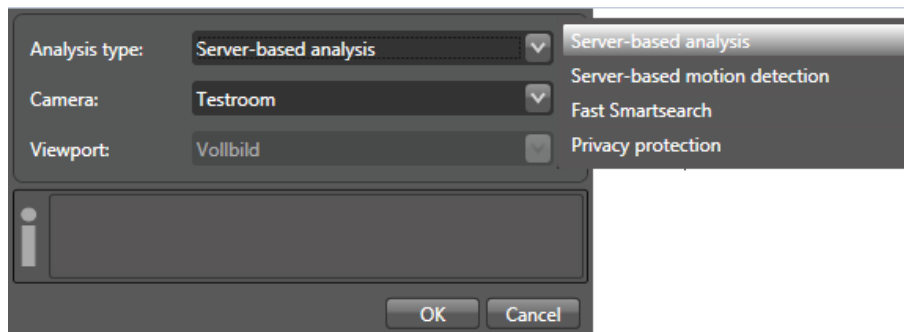 Analysis type: Server-based analysis
Camera: Testroom
Viewport: Vollbild
OK Cancel
Server-based analysis
Server-based motion detection
Fast Smartsearch
Privacy protection